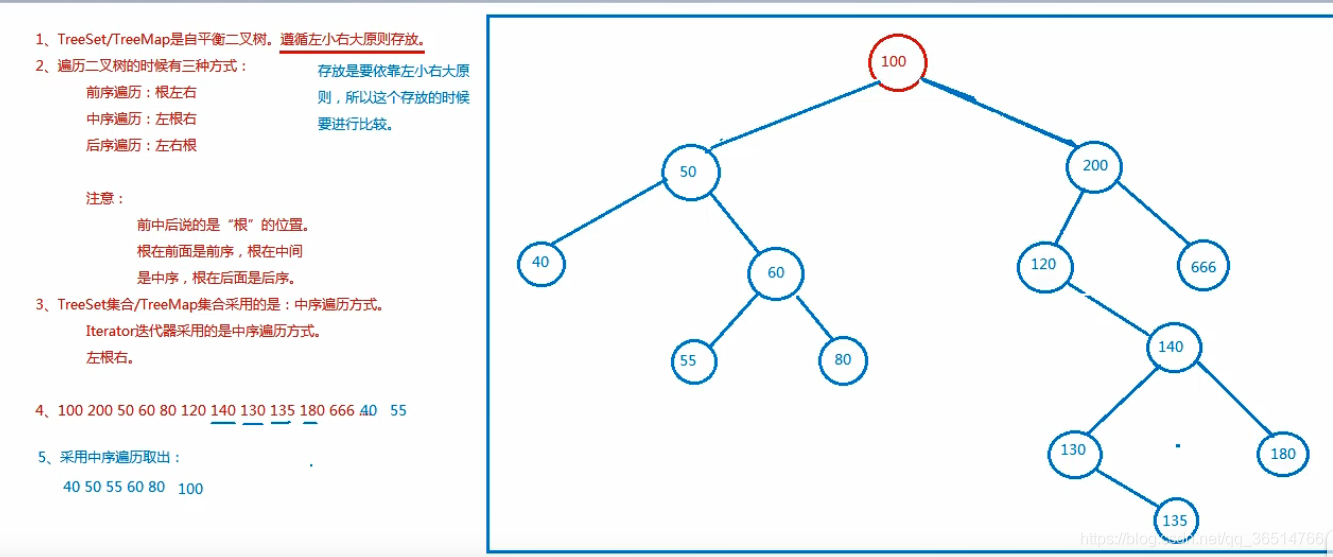 1、TreeSet/TreeMap是自平衡二叉树。遵循左小右大原则存放。
2、遍历二叉树的时候有三种方式：
前序遍历：根左右
中序遍历：左根右
后序遍历：左右根
存放是要依靠左小右大原
则，所以这个存放的时候
要进行比较。
注意：
前中后说的是“根”的位置。
根在前面是前序，根在中间
是中序，根在后面是后序。
3、TreeSet集合/TreeMap集合采用的是：中序遍历方式。
Iterator迭代器采用的是中序遍历方式。
左根右。
4、100 200 50 60 80 120 140 130 135 180 666 40 55
5、采用中序遍历取出：
40 50 55 60 80 100
100
50
200
40
60
120
666
55
80
140
130
180
135
https://blog.csdn.net/qq_36514766